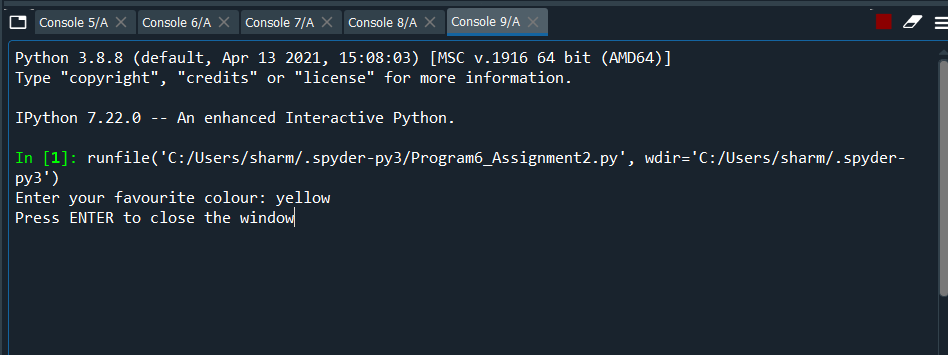 Console 5/A Console 6/A Console 7/A Console 8/A Console 9/A
Python 3.8.8 (default, Apr 13 2021, 15:08:03) [MSC v.1916 64 bit (AMD64)]
Type "copyright", "credits" or "license" for more information.
IPython 7.22.0 -- An enhanced Interactive Python.
In [1]: runfile('C:/Users/sharm/.spyder-py3/Program6_Assignment2.py', wdir='C:/Users/sharm/.spyder-
py3')
Enter your favourite colour: yellow
Press ENTER to close the window